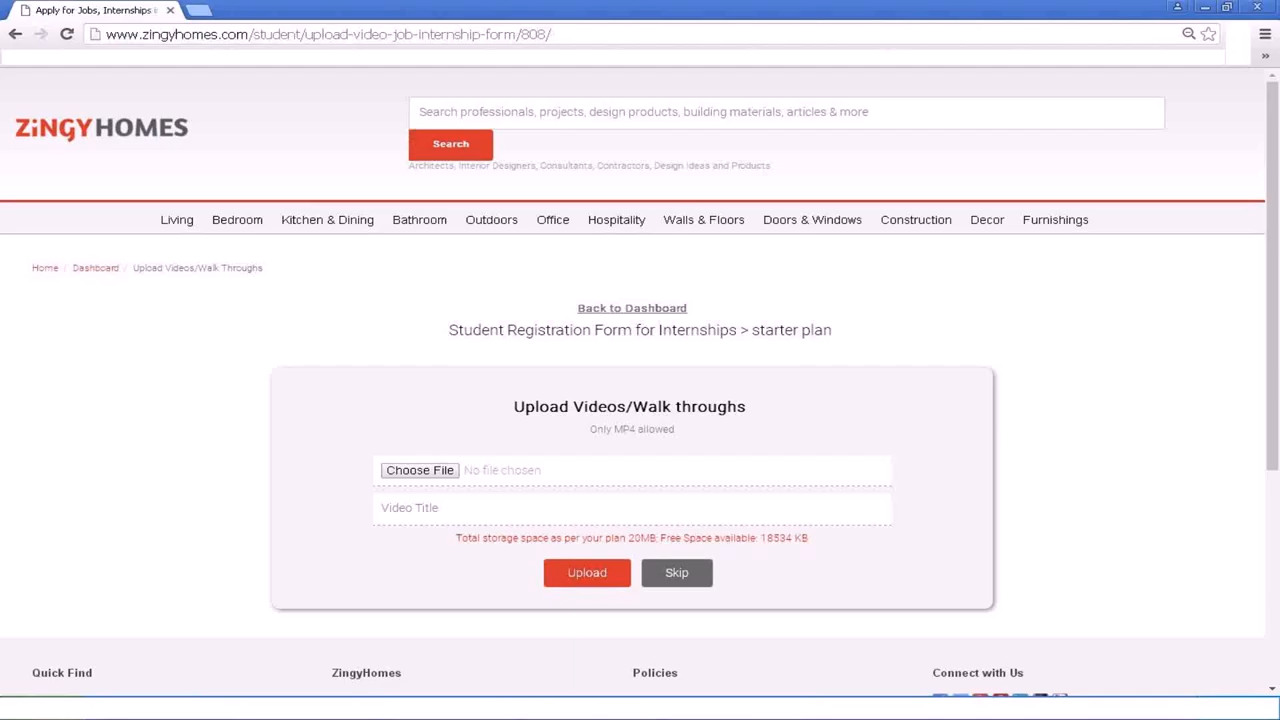 Apply for Jobs, Internships i
www.zingyhomes.com/student/upload-video-job-internship-form/808/
ZiNGYHOMES
Search professionals, projects, design products, building materials, articles & more
Search
Architects, Interior Designers, Consultants, Contractors, Design Ideas and Products
Living Bedroom Kitchen & Dining Bathroom Outdoors Office Hospitality Walls & Floors Doors & Windows Construction Decor Furnishings
Home / Dashboard / Upload Videos/Walk Throughs
Back to Dashboard
Student Registration Form for Internships > starter plan
Upload Videos/Walk throughs
Only MP4 allowed
Choose File No file chosen
Video Title
Total storage space as per your plan 20MB; Free Space available: 18534 KB
Upload Skip
Quick Find ZingyHomes Policies Connect with Us